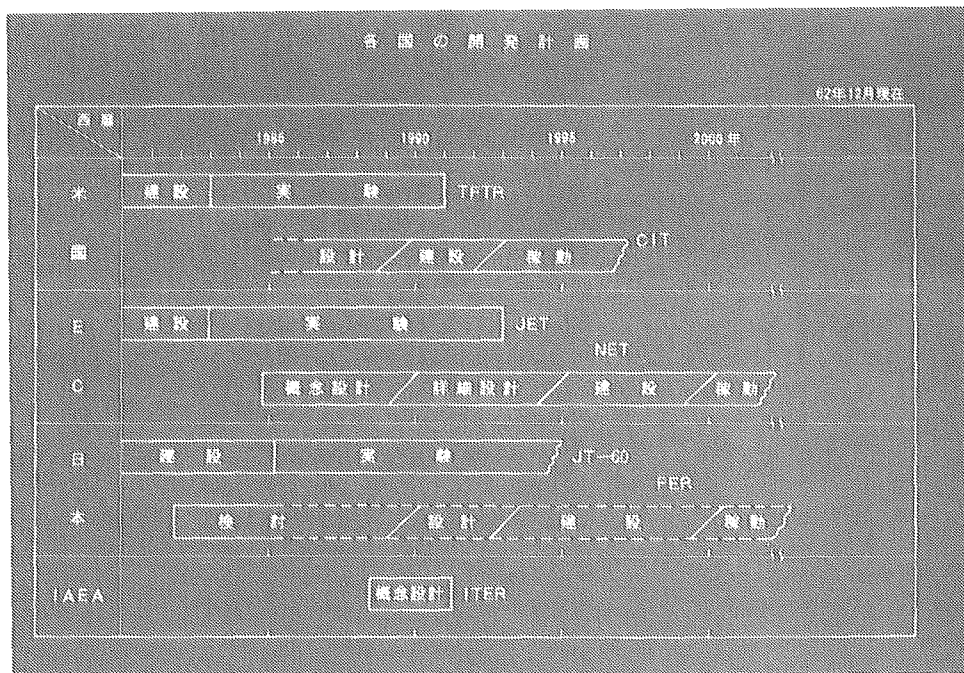 各国の開発計画
62年12月現在
西暦 1985 1990 1995 2000年
米国
建設 実験 TFTR
設計 建設 稼動 CIT
EC
建設 実験 JET
NET
概念設計 詳細設計 建設 稼動
日本
建設 実験 JT-60
FER
検討 設計 建設 稼動
IAEA 概念設計 ITER